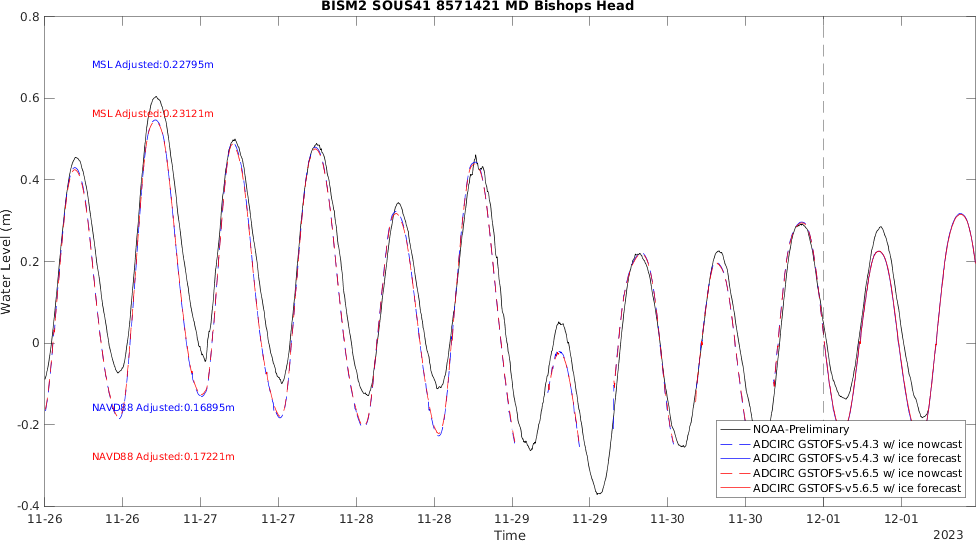 BISM2 SOUS41 8571421 MD Bishops Head
0.8
MSL Adjusted:0.22795m
0.6
MSL Adjusted:0.23121m
0.4
0.2
Water Level (m)
0
NAVD88 Adjusted:0.16895m
-0.2
NAVD88 Adjusted:0.17221m
-0.4
NOAA-Preliminary
ADCIRC GSTOFS-v5.4.3 w/ ice nowcast
ADCIRC GSTOFS-v5.4.3 w/ ice forecast
ADCIRC GSTOFS-v5.6.5 w/ ice nowcast
ADCIRC GSTOFS-v5.6.5 w/ ice forecast
11-26 11-26 11-27 11-27 11-28 11-28 11-29 11-29 11-30 11-30 12-01 12-01
Time
2023